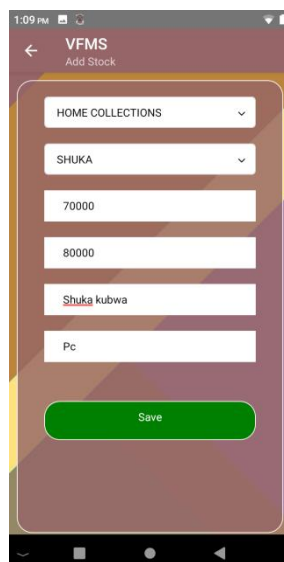 1:09 PM
VFMS
Add Stock
HOME COLLECTIONS
SHUKA
70000
80000
Shuka kubwa
Pc
Save